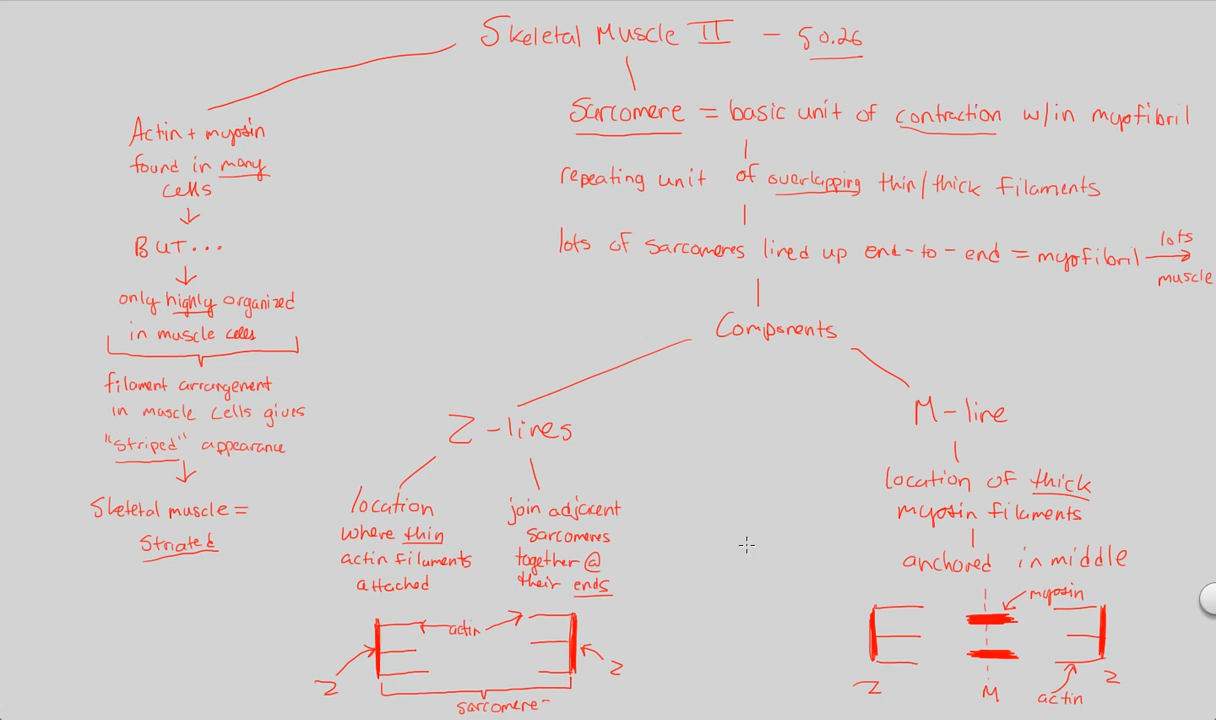 Skeletal Muscle II - 50.26
Actin + myosin
found in many
cells
BUT...
only highly organized
in muscle cells
filament arrangement
in muscle cells gives
"striped" appearance
Skeletal muscle =
Striated
Sarcomere = basic unit of contraction w/in myofibril
repeating unit of overlapping thin/thick filaments
lots of sarcomeres lined up end-to-end = myofibril
lots
muscle
Components
Z-lines
location
where thin
actin filaments
attached
join adjacent
sarcomeres
together @
their ends
actin
Z
Z
sarcomere
M-line
location of thick
myosin filaments
anchored in middle
myosin
Z
M
actin
Z